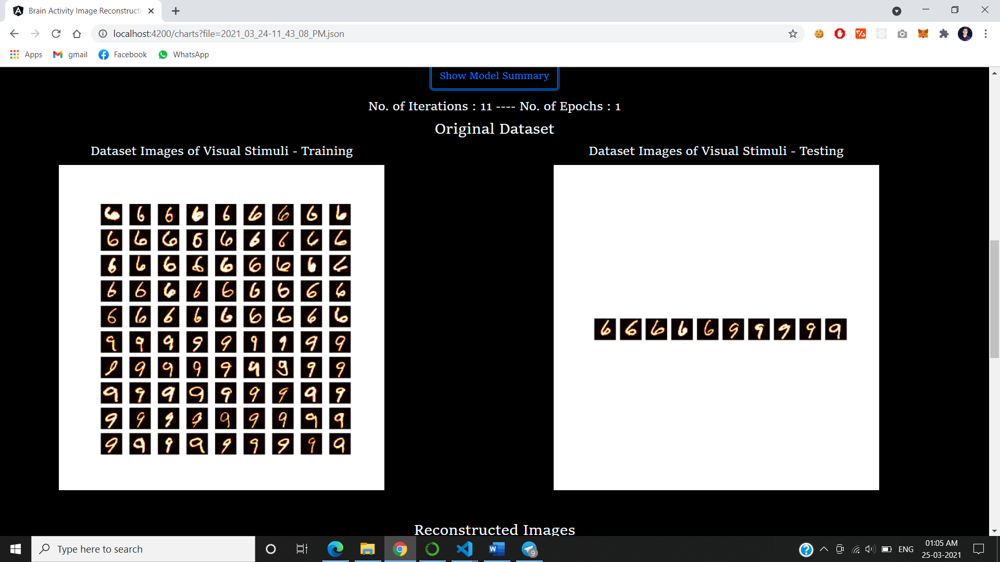 Brain Activity Image Reconstructi
localhost:4200/charts?file=2021_03_24-11_43_08_PM.json
Apps gmail Facebook WhatsApp
Show Model Summary
No. of Iterations : 11 ---- No. of Epochs : 1
Original Dataset
Dataset Images of Visual Stimuli - Training
Dataset Images of Visual Stimuli - Testing
6 6 6 6 6 6 6 6 6
6 6 6 6 6 6 6 6 6
6 6 6 6 6 6 6 6 6
6 6 6 6 6 6 6 6 6
6 6 6 6 6 6 6 6 6
9 9 9 9 9 9 9 9 9
9 9 9 9 9 9 9 9 9
9 9 9 9 9 9 9 9 9
9 9 9 9 9 9 9 9 9
9 9 9 9 9 9 9 9 9
6 6 6 6 6 9 9 9 9 9
Reconstructed Images
Type here to search
9
ENG
01:05 AM
25-03-2021